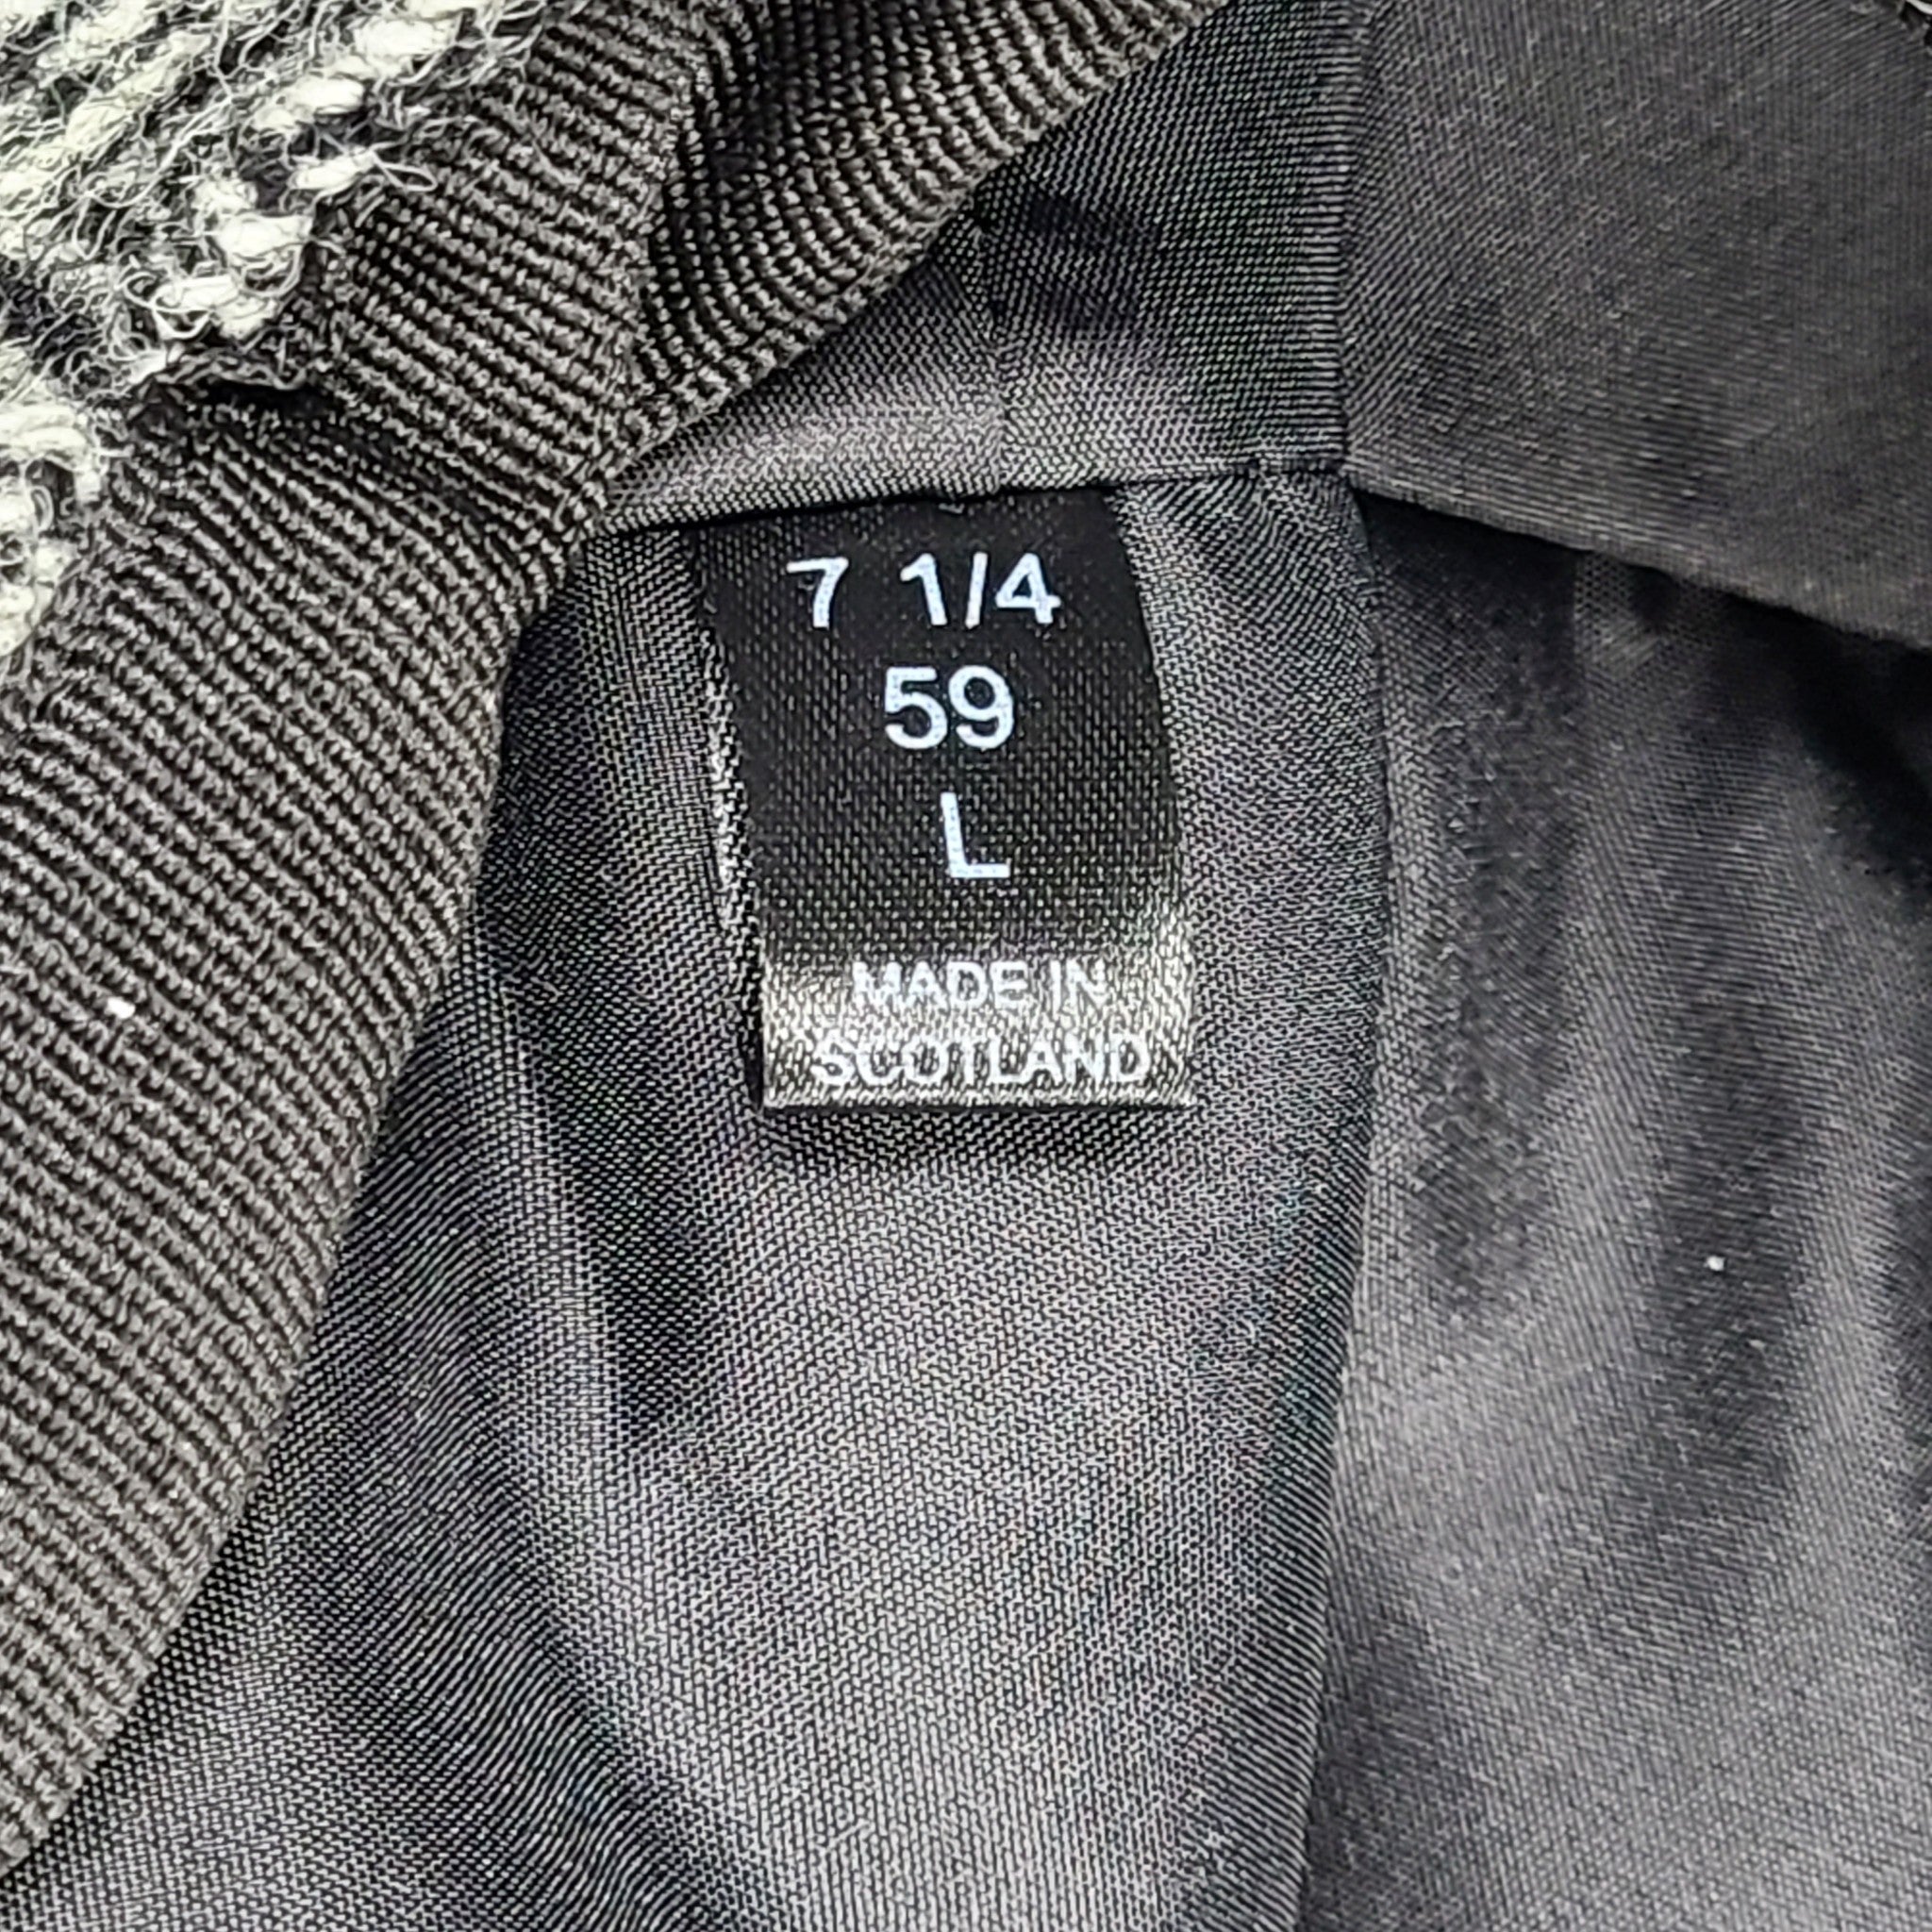 7 1/4
59
L
MADE IN
SCOTLAND